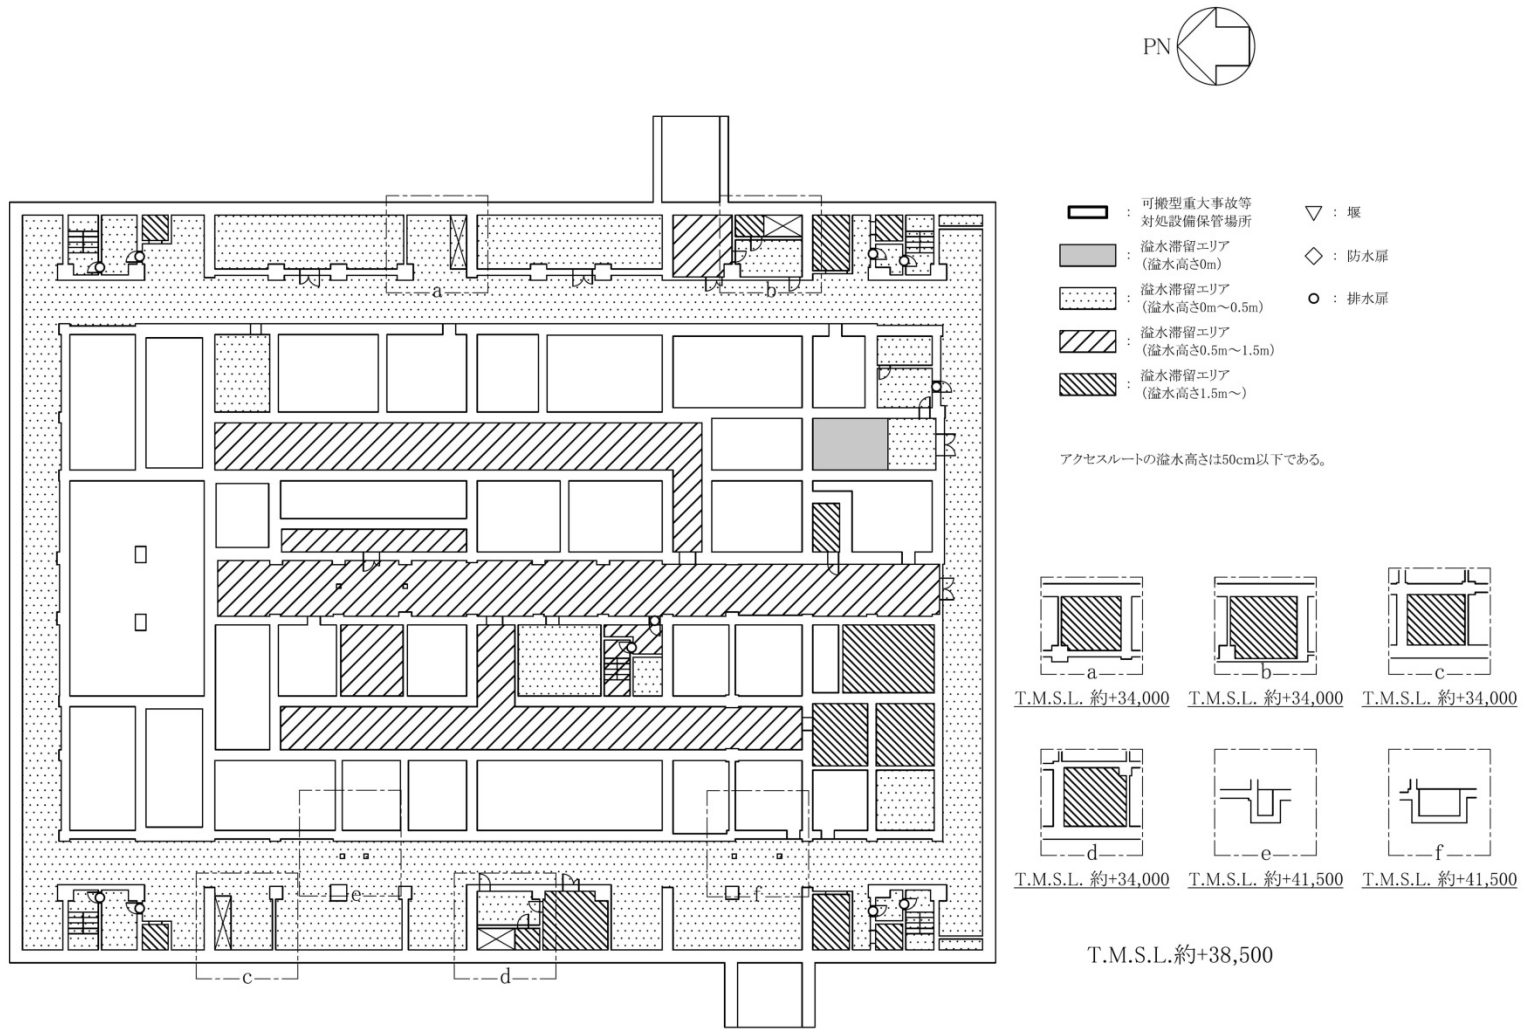 PN
： 可搬型重大事故等
対処設備保管場所
： 溢水滞留エリア
（溢水高さ0m）
： 溢水滞留エリア
（溢水高さ0m～0.5m）
： 溢水滞留エリア
（溢水高さ0.5m～1.5m）
： 溢水滞留エリア
（溢水高さ1.5m～）
： 堰
： 防水扉
： 排水扉
アクセスルートの溢水高さは50cm以下である。
a
b
c
d
e
f
a
T.M.S.L. 約+34,000
b
T.M.S.L. 約+34,000
c
T.M.S.L. 約+34,000
d
T.M.S.L. 約+34,000
e
T.M.S.L. 約+41,500
f
T.M.S.L. 約+41,500
T.M.S.L.約+38,500